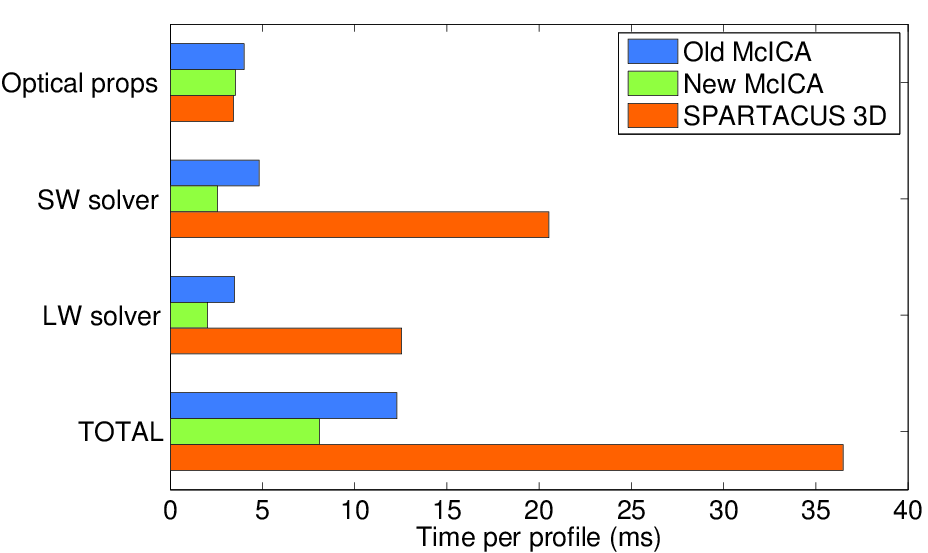 Old McICA
New McICA
SPARTACUS 3D
Optical props
SW solver
LW solver
TOTAL
0 5 10 15 20 25 30 35 40
Time per profile (ms)